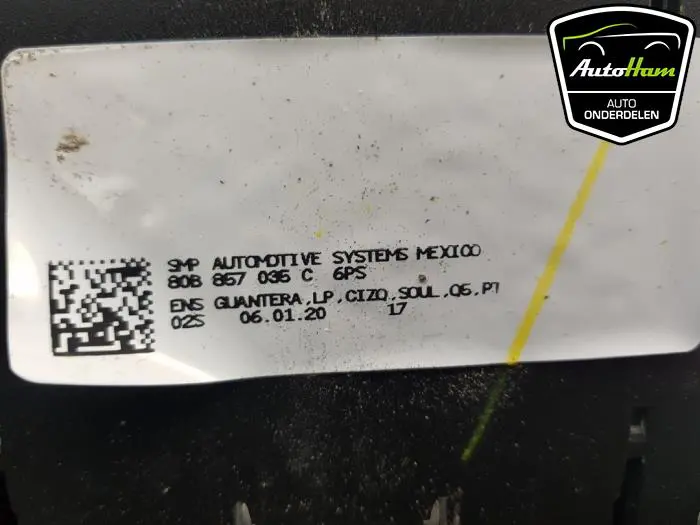 AutoHam
AUTO
ONDERDELEN
SMP AUTOMOTIVE SYSTEMS MEXICO
80B 857 035 C 6PS
ENS GUANTERA,LP,CIZQ,SOUL,Q5,PT
02S 06.01.20 17